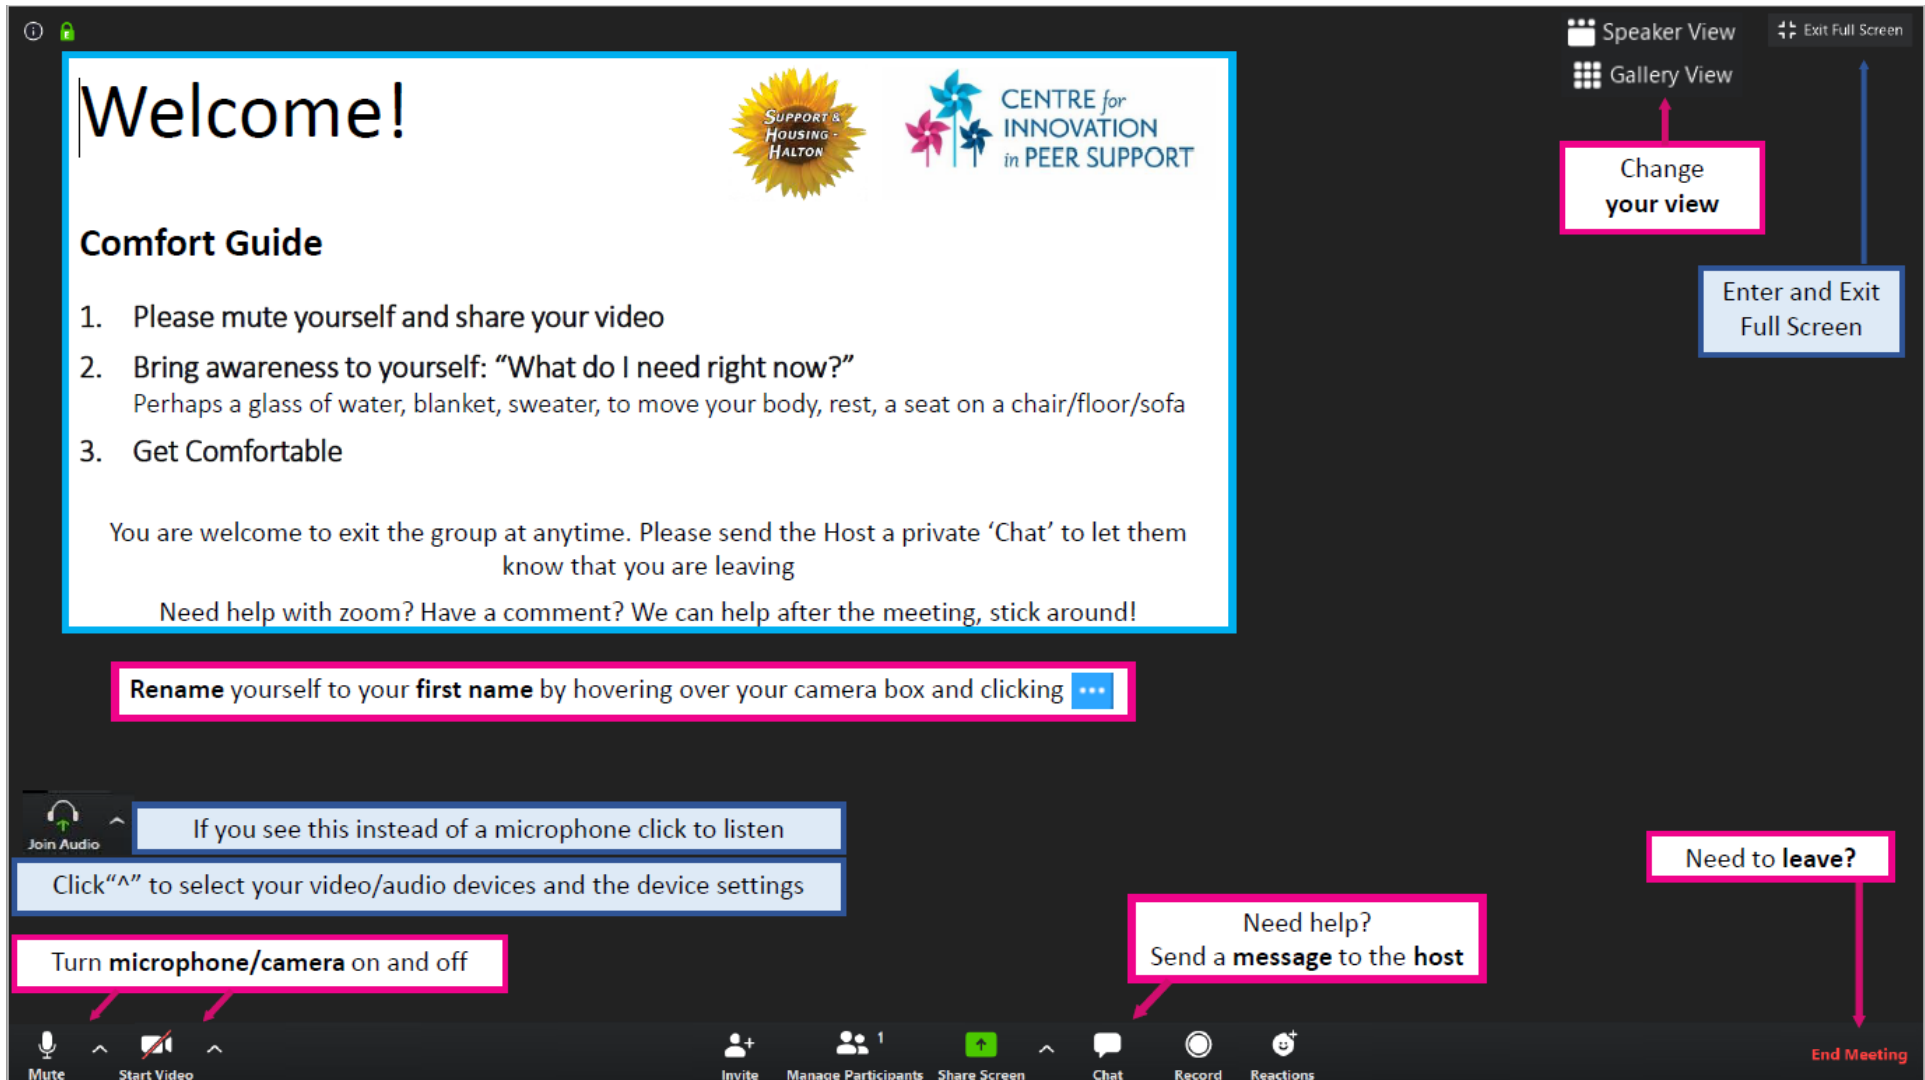 Speaker View
Exit Full Screen
Gallery View
Welcome!
SUPPORT &
HOUSING -
HALTON
CENTRE for
INNOVATION
in PEER SUPPORT
Change
your view
Comfort Guide
Enter and Exit
Full Screen
1. Please mute yourself and share your video
2. Bring awareness to yourself: “What do I need right now?”
Perhaps a glass of water, blanket, sweater, to move your body, rest, a seat on a chair/floor/sofa
3. Get Comfortable
You are welcome to exit the group at anytime. Please send the Host a private ‘Chat’ to let them
know that you are leaving
Need help with zoom? Have a comment? We can help after the meeting, stick around!
Rename yourself to your first name by hovering over your camera box and clicking ...
Join Audio
If you see this instead of a microphone click to listen
Click“^” to select your video/audio devices and the device settings
Need to leave?
Need help?
Send a message to the host
Turn microphone/camera on and off
1
End Meeting
Mute
Start Video
Invite
Manage Participants
Share Screen
Chat
Record
Reactions